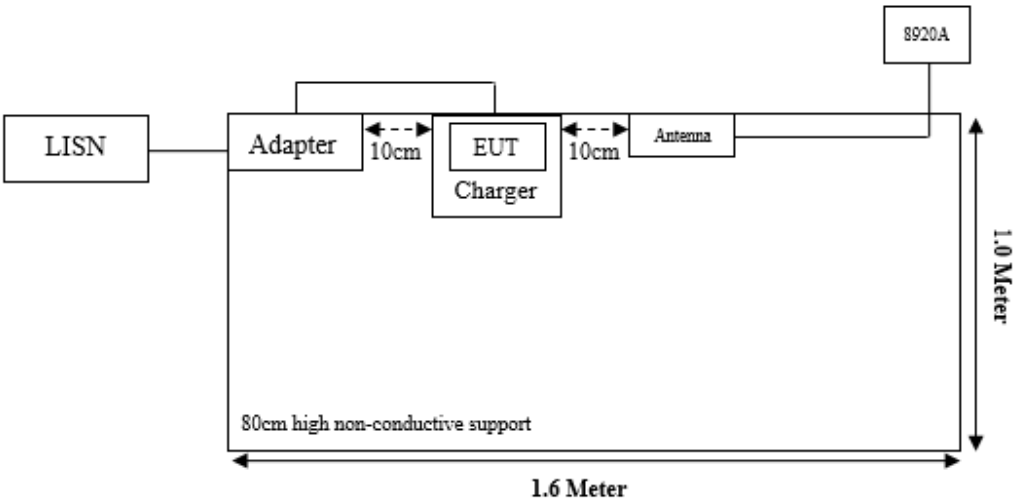 8920A
LISN
Adapter
10cm
EUT
Charger
10cm
Antenna
1.0 Meter
80cm high non-conductive support
1.6 Meter